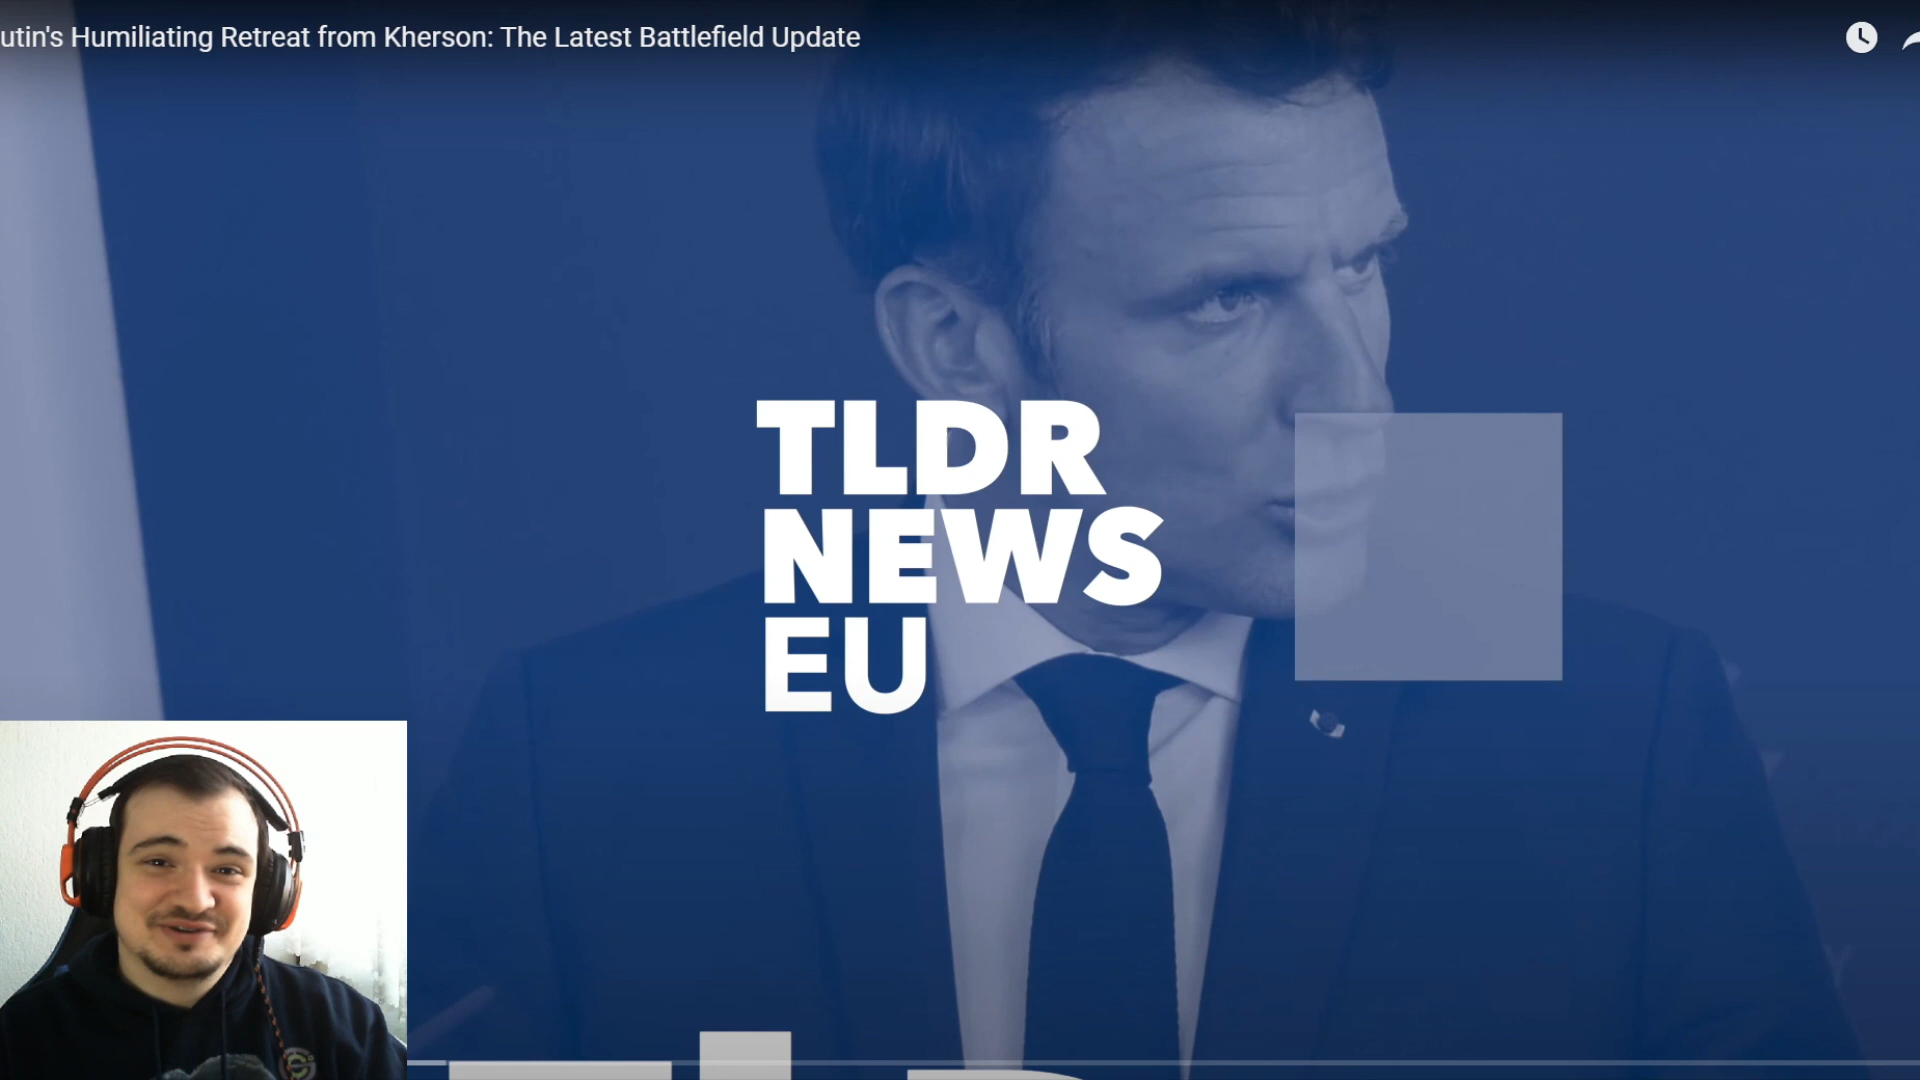 utin's Humiliating Retreat from Kherson: The Latest Battlefield Update
TLDR
NEWS
EU